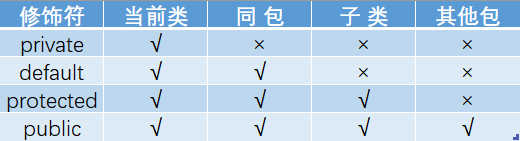 修饰符 当前类 同 包 子 类 其他包
private √ × × ×
default √ √ × ×
protected √ √ √ ×
public √ √ √ √